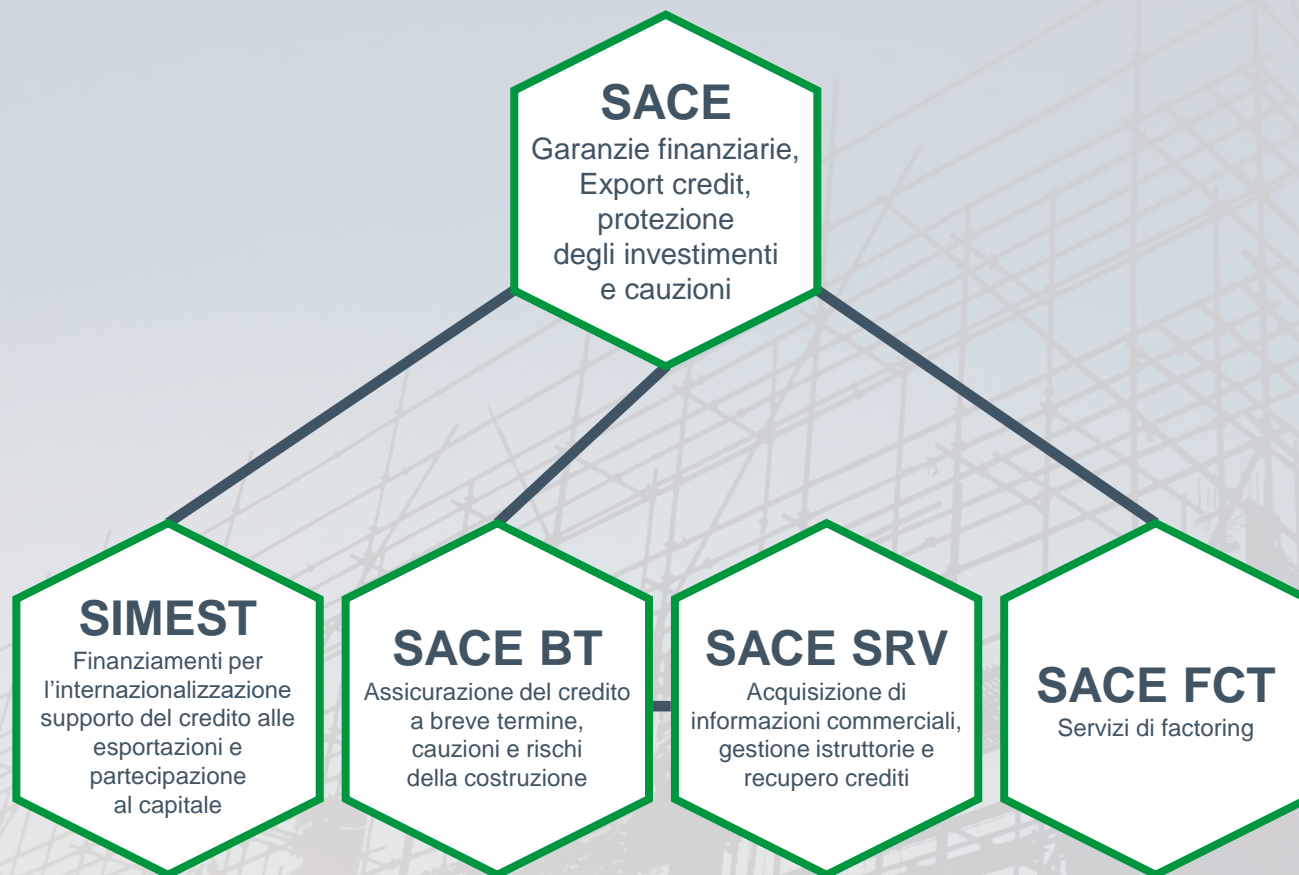 SACE
Garanzie finanziarie,
Export credit,
protezione
degli investimenti
e cauzioni
SIMEST
Finanziamenti per
l’internazionalizzazione
supporto del credito alle
esportazioni e
partecipazione
al capitale
SACE BT
Assicurazione del credito
a breve termine,
cauzioni e rischi
della costruzione
SACE SRV
Acquisizione di
informazioni commerciali,
gestione istruttorie e
recupero crediti
SACE FCT
Servizi di factoring